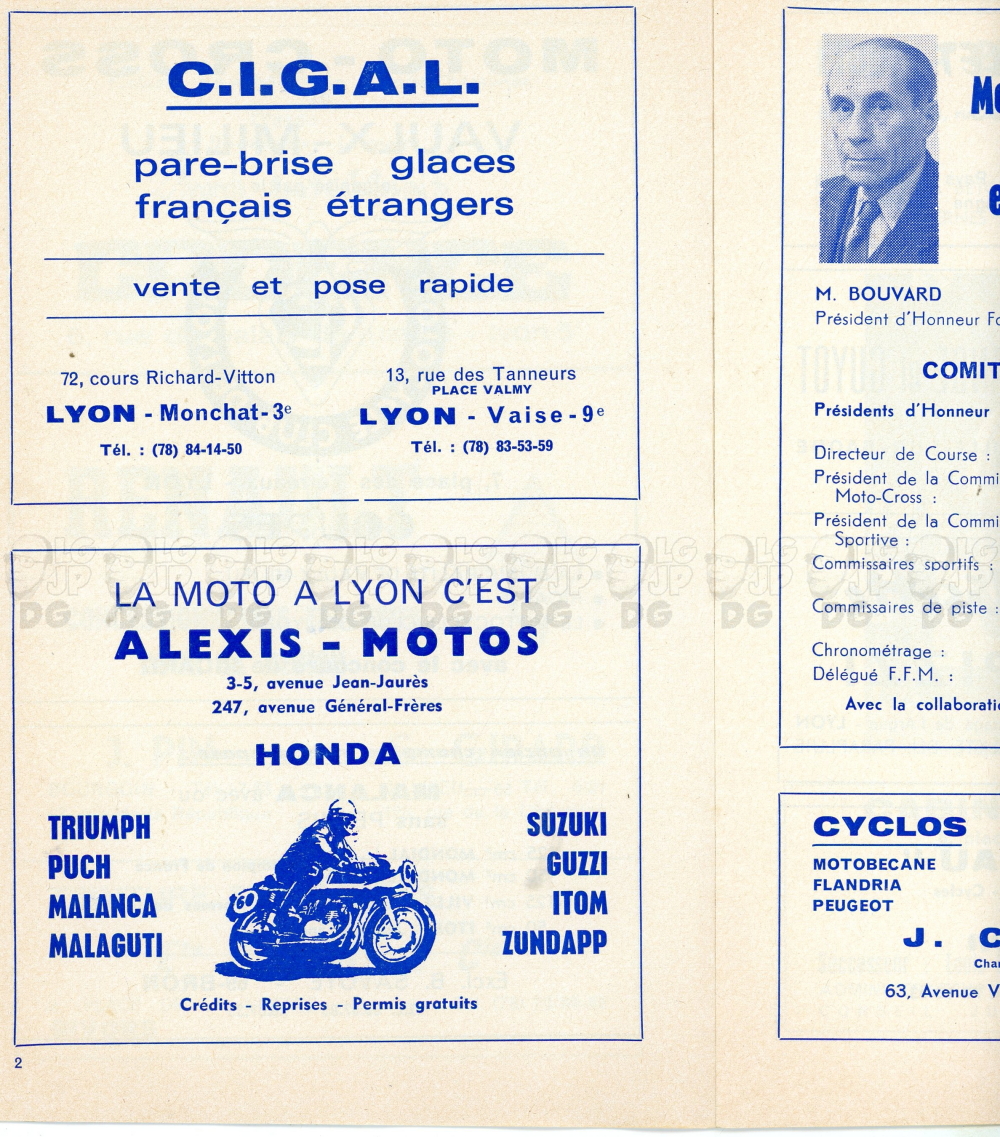 C.I.G.A.L.
pare-brise glaces
français étrangers
vente et pose rapide
72, cours Richard-Vitton
LYON - Monchat-3e
Tél. : (78) 84-14-50
13, rue des Tanneurs
PLACE VALMY
LYON - Vaise-9e
Tél. : (78) 83-53-59
LA MOTO A LYON C'EST
ALEXIS - MOTOS
3-5, avenue Jean-Jaurès
247, avenue Général-Frères
HONDA
TRIUMPH
PUCH
MALANCA
MALAGUTI
60
SUZUKI
GUZZI
ITOM
ZUNDAPP
Crédits - Reprises - Permis gratuits
2
M. BOUVARD
Président d'Honneur
COMIT
Présidents d'Honneur
Directeur de Course :
Président de la Commi
Moto-Cross :
Président de la Commi
Sportive :
Commissaires sportifs :
Commissaires de piste :
Chronométrage :
Délégué F.F.M. :
Avec la collaborati
CYCLOS
MOTOBECANE
FLANDRIA
PEUGEOT
J. C
Char
63, Avenue V
LGJP DG